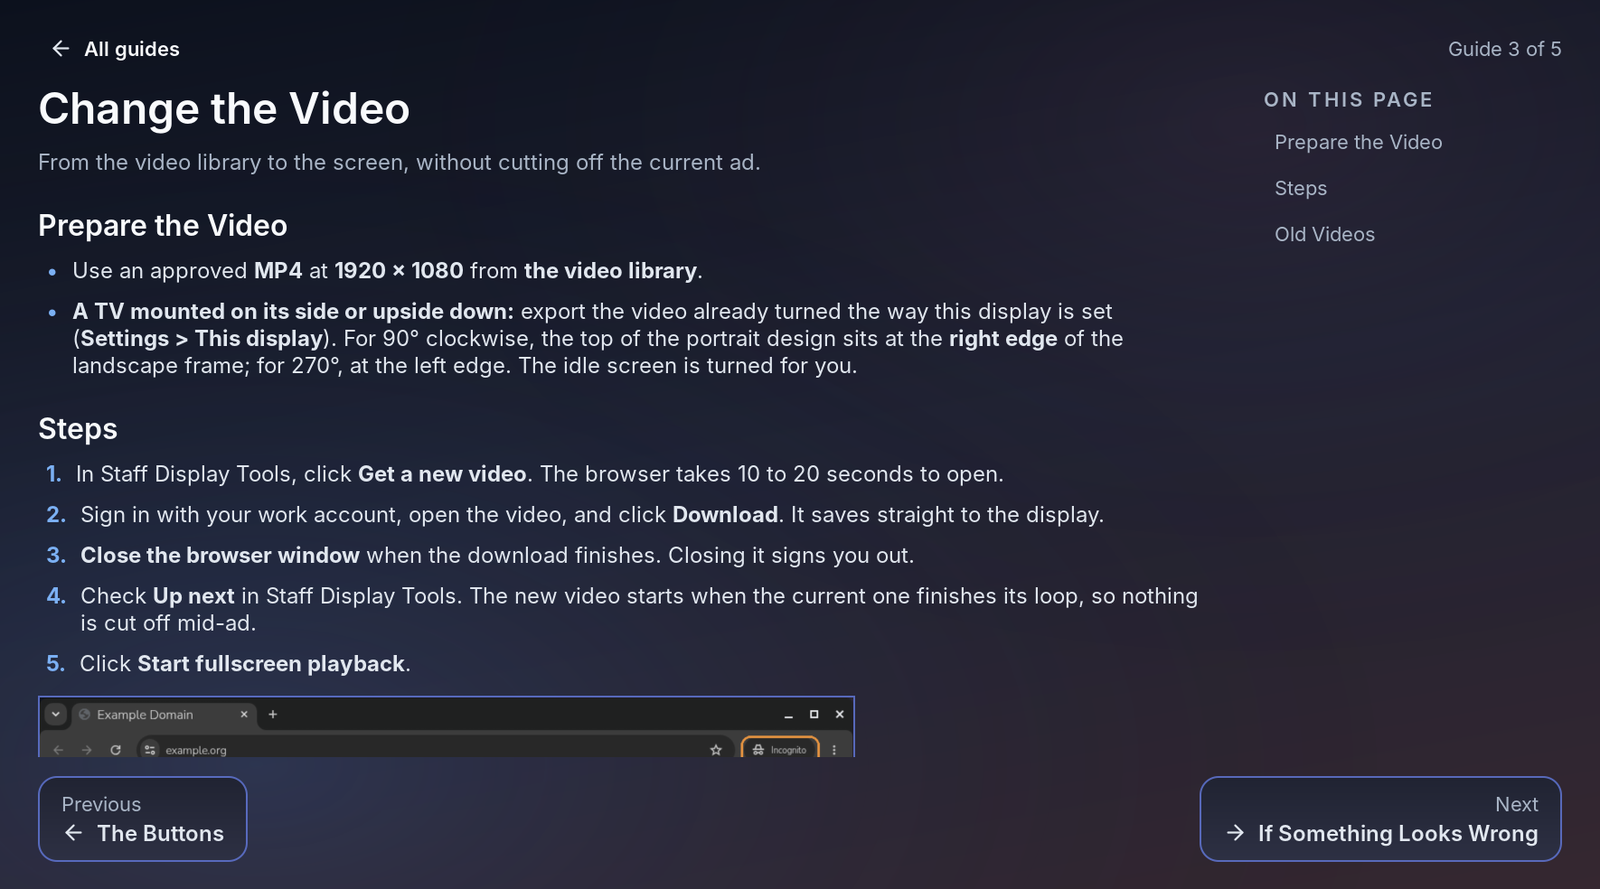 All guides
Guide 3 of 5
Change the Video
From the video library to the screen, without cutting off the current ad.
ON THIS PAGE
Prepare the Video
Steps
Old Videos
Prepare the Video
• Use an approved MP4 at 1920 × 1080 from the video library.
• A TV mounted on its side or upside down: export the video already turned the way this display is set
(Settings > This display). For 90° clockwise, the top of the portrait design sits at the right edge of the
landscape frame; for 270°, at the left edge. The idle screen is turned for you.
Steps
1. In Staff Display Tools, click Get a new video. The browser takes 10 to 20 seconds to open.
2. Sign in with your work account, open the video, and click Download. It saves straight to the display.
3. Close the browser window when the download finishes. Closing it signs you out.
4. Check Up next in Staff Display Tools. The new video starts when the current one finishes its loop, so nothing
is cut off mid-ad.
5. Click Start fullscreen playback.
Example Domain
example.org
Incognito
Previous
The Buttons
Next
If Something Looks Wrong